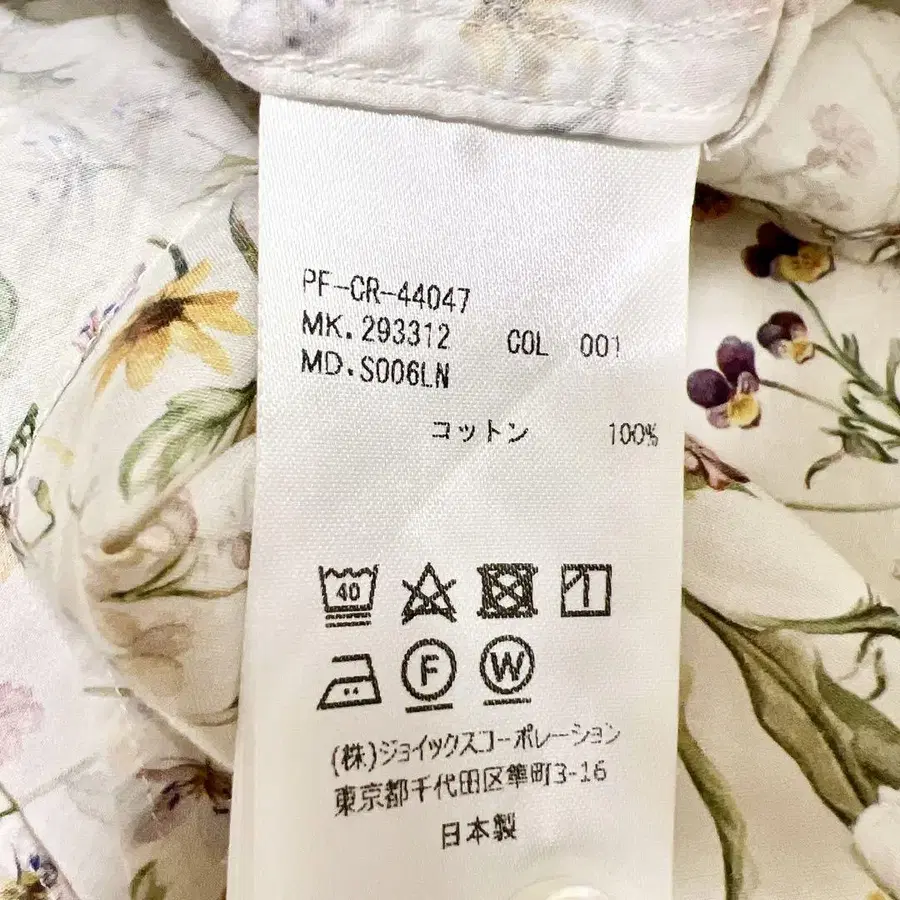 PF-CR-44047
MK.293312 COL 001
MD.S006LN
コットン 100%
40
F W
(株)ジョイックスコーポレーション
東京都千代田区隼町3-16
日本製